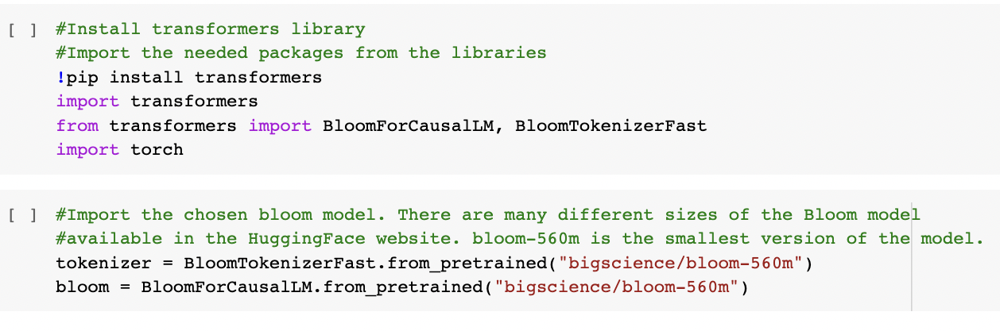 [ ] #Install transformers library
#Import the needed packages from the libraries
!pip install transformers
import transformers
from transformers import BloomForCausalLM, BloomTokenizerFast
import torch
[ ] #Import the chosen bloom model. There are many different sizes of the Bloom model
#available in the HuggingFace website. bloom-560m is the smallest version of the model.
tokenizer = BloomTokenizerFast.from_pretrained("bigscience/bloom-560m")
bloom = BloomForCausalLM.from_pretrained("bigscience/bloom-560m")